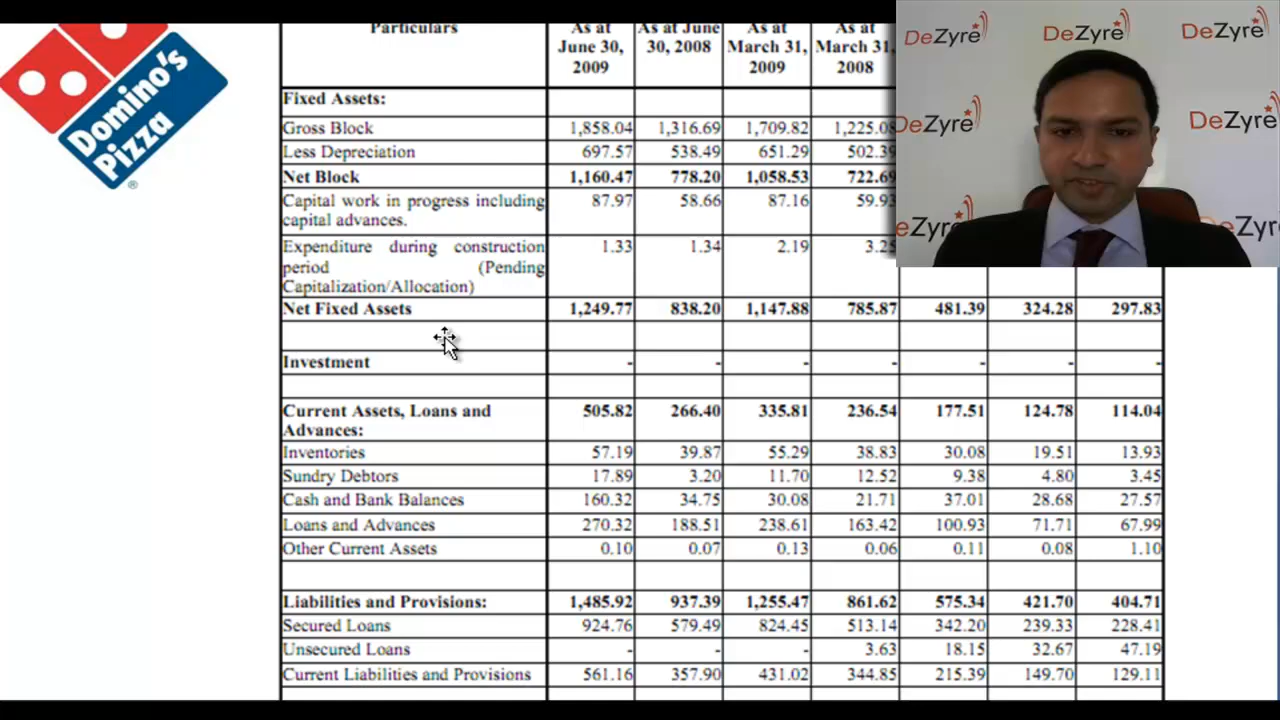 Domino's
Pizza
®
DeZyre DeZyre DeZyre
DeZyre DeZyre
eZyre eZyr
Particulars As at June 30, 2009 As at June 30, 2008 As at March 31, 2009 As at March 31, 2008
Fixed Assets:
Gross Block 1,858.04 1,316.69 1,709.82 1,225.08
Less Depreciation 697.57 538.49 651.29 502.39
Net Block 1,160.47 778.20 1,058.53 722.69
Capital work in progress including 87.97 58.66 87.16 59.93
capital advances.
Expenditure during construction 1.33 1.34 2.19 3.25
period (Pending
Capitalization/Allocation)
Net Fixed Assets 1,249.77 838.20 1,147.88 785.87 481.39 324.28 297.83
Investment - - - - - - -
Current Assets, Loans and 505.82 266.40 335.81 236.54 177.51 124.78 114.04
Advances:
Inventories 57.19 39.87 55.29 38.83 30.08 19.51 13.93
Sundry Debtors 17.89 3.20 11.70 12.52 9.38 4.80 3.45
Cash and Bank Balances 160.32 34.75 30.08 21.71 37.01 28.68 27.57
Loans and Advances 270.32 188.51 238.61 163.42 100.93 71.71 67.99
Other Current Assets 0.10 0.07 0.13 0.06 0.11 0.08 1.10
Liabilities and Provisions: 1,485.92 937.39 1,255.47 861.62 575.34 421.70 404.71
Secured Loans 924.76 579.49 824.45 513.14 342.20 239.33 228.41
Unsecured Loans - - - 3.63 18.15 32.67 47.19
Current Liabilities and Provisions 561.16 357.90 431.02 344.85 215.39 149.70 129.11